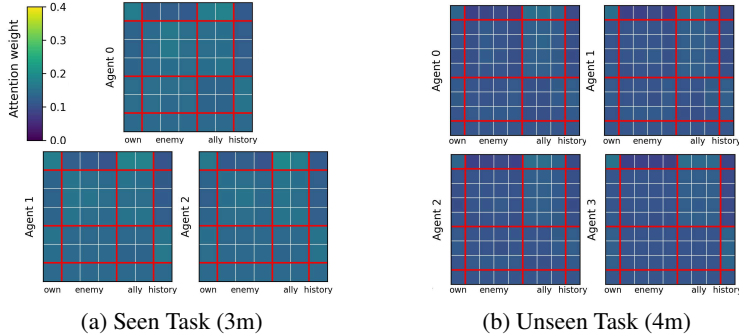 0.4
0.3
0.2
0.1
0.0
Attention weight
Agent 0
own enemy ally history
Agent 1
own enemy ally history
Agent 2
own enemy ally history
(a) Seen Task (3m)
Agent 0
own enemy ally history
Agent 1
own enemy ally history
Agent 2
own enemy ally history
Agent 3
own enemy ally history
(b) Unseen Task (4m)